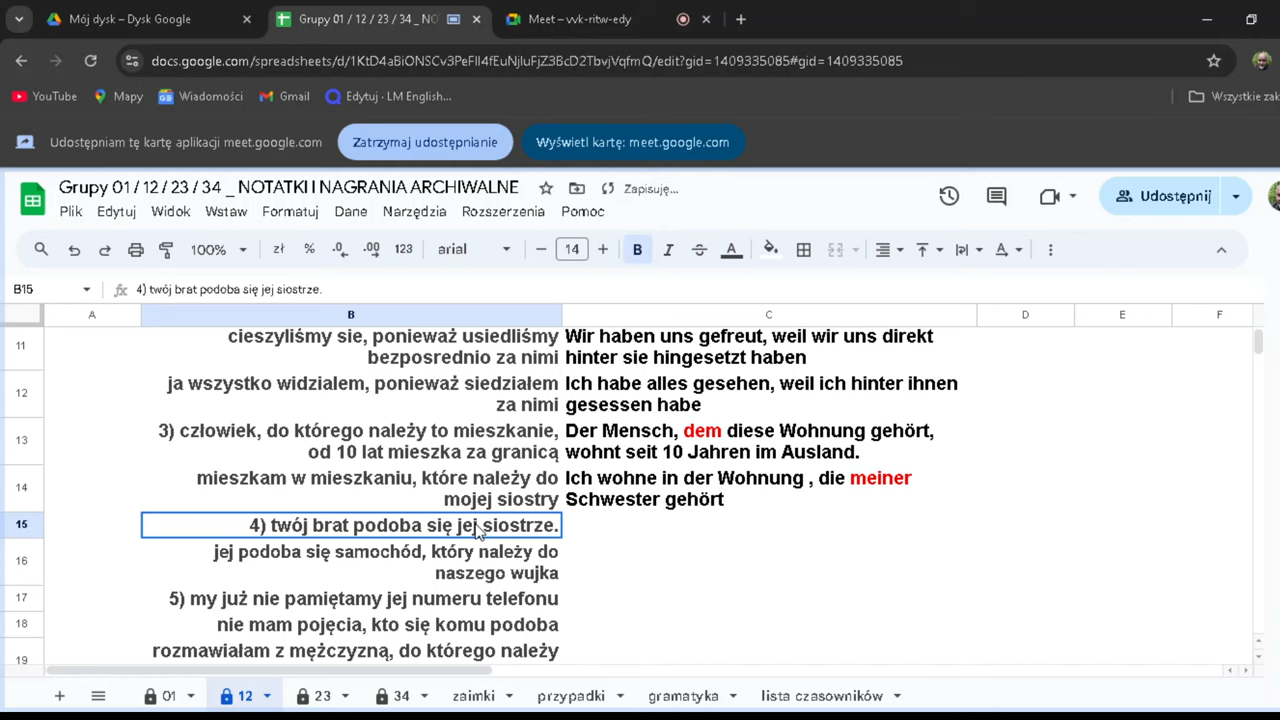 Mój dysk – Dysk Google
Grupy 01 / 12 / 23 / 34 _ NO
Meet – vvk-ritw-edy
docs.google.com/spreadsheets/d/1KtD4aBiONSCv3PeFII4fEuNjluFjZ3BcD2TbvjVqfmQ/edit?gid=1409335085#gid=1409335085
YouTube
Mapy
Wiadomości
Gmail
Edytuj · LM English...
Wszystkie zak
Udostępniam tę kartę aplikacji meet.google.com
Zatrzymaj udostępnianie
Wyświetl kartę: meet.google.com
Grupy 01 / 12 / 23 / 34 _ NOTATKI I NAGRANIA ARCHIWALNE
Zapisuję...
Plik Edytuj Widok Wstaw Formatuj Dane Narzędzia Rozszerzenia Pomoc
Udostępnij
100% zł % .0 .00 123 arial 14 B I A
B15
fx 4) twój brat podoba się jej siostrze.
A B C D E F
11 cieszyliśmy sie, ponieważ usiedliśmy Wir haben uns gefreut, weil wir uns direkt
bezposrednio za nimi hinter sie hingesetzt haben
12 ja wszystko widzialem, ponieważ siedziałem Ich habe alles gesehen, weil ich hinter ihnen
za nimi gesessen habe
13 3) człowiek, do którego należy to mieszkanie, Der Mensch, dem diese Wohnung gehört,
od 10 lat mieszka za granicą wohnt seit 10 Jahren im Ausland.
14 mieszkam w mieszkaniu, które należy do Ich wohne in der Wohnung , die meiner
mojej siostry Schwester gehört
15 4) twój brat podoba się jej siostrze.
16 jej podoba się samochód, który należy do
naszego wujka
17 5) my już nie pamiętamy jej numeru telefonu
18 nie mam pojęcia, kto się komu podoba
19 rozmawiałam z mężczyzną, do którego należy
01 12 23 34 zaimki przypadki gramatyka lista czasowników